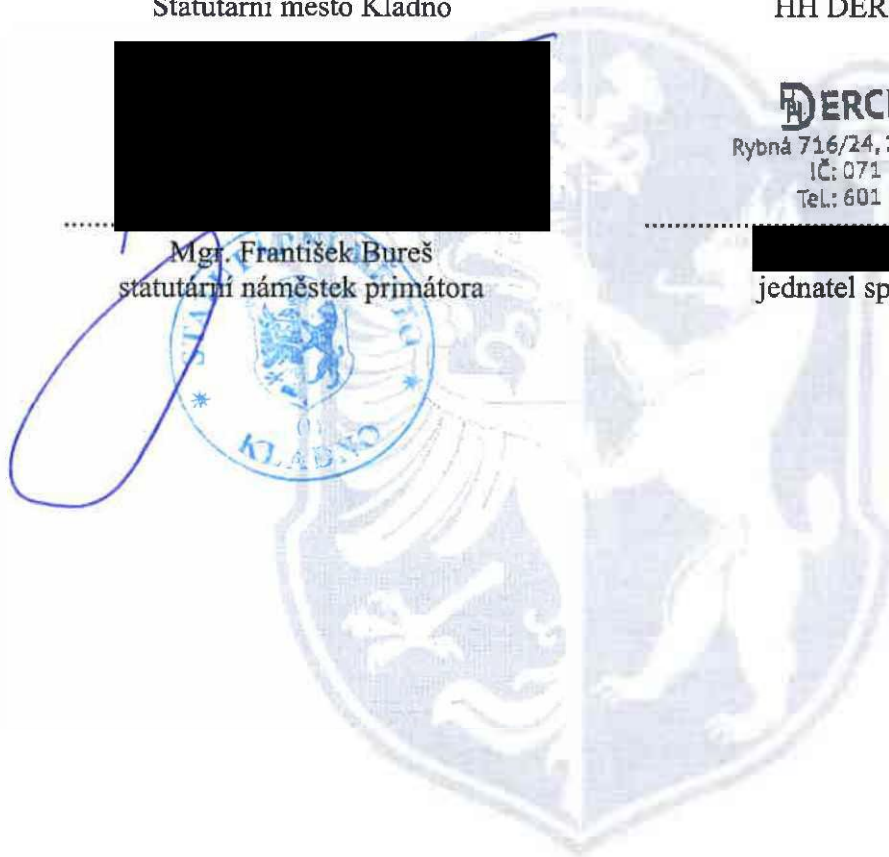 Statutární město Kladno
Mgr. František Bureš
statutární náměstek primátora
KLADNO
HH DER
DERC
Rybná 716/24,
IČ: 071
Tel.: 601
jednatel sp